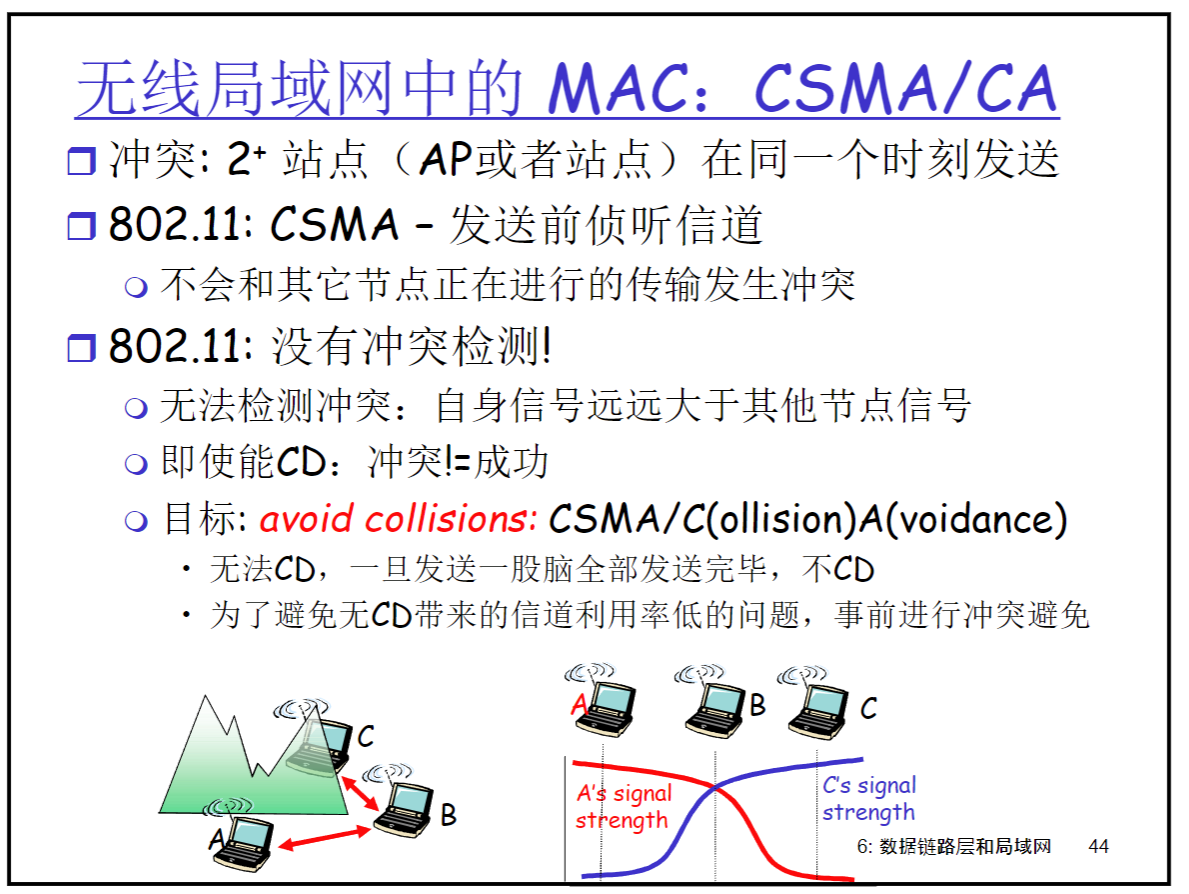 无线局域网中的 MAC：CSMA/CA
冲突: 2+ 站点（AP或者站点）在同一个时刻发送
802.11: CSMA – 发送前侦听信道
不会和其它节点正在进行的传输发生冲突
802.11: 没有冲突检测!
无法检测冲突：自身信号远远大于其他节点信号
即使能CD：冲突!=成功
目标: avoid collisions: CSMA/C(ollision)A(voidance)
• 无法CD，一旦发送一股脑全部发送完毕，不CD
• 为了避免无CD带来的信道利用率低的问题，事前进行冲突避免
C
B
A
A
B
C
A's signal
strength
C's signal
strength
6: 数据链路层和局域网 44